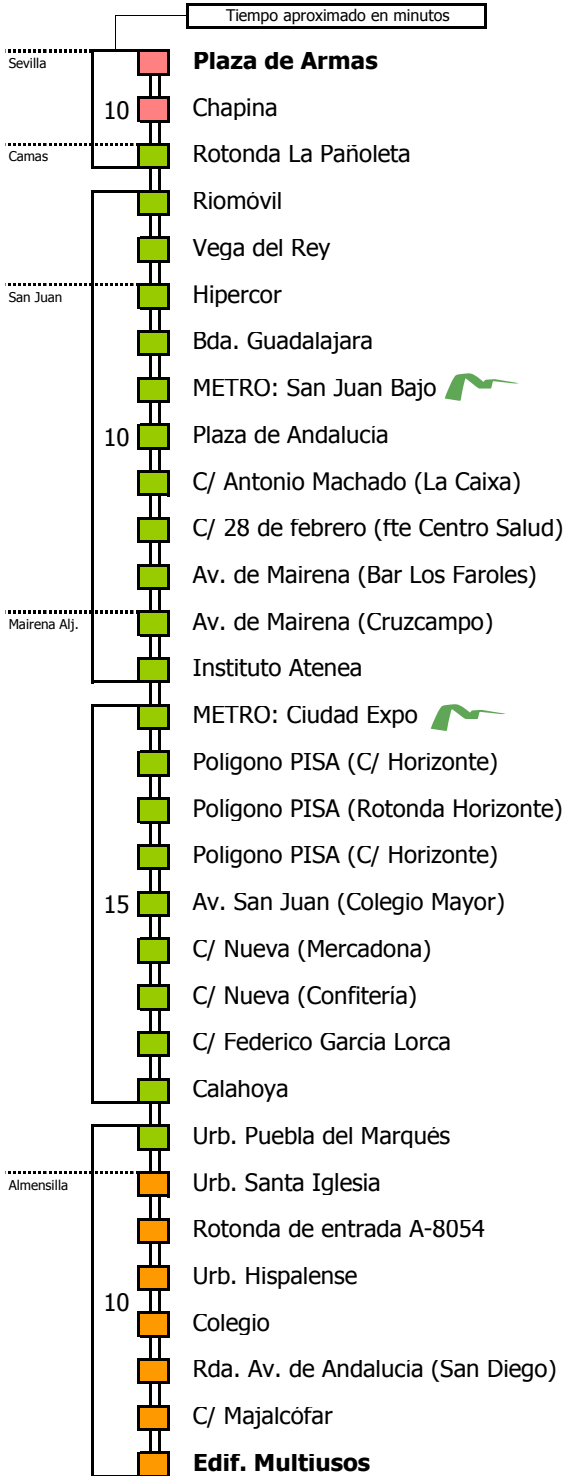 Tiempo aproximado en minutos
Sevilla
Plaza de Armas
10
Chapina
Camas
Rotonda La Pañoleta
Riomóvil
Vega del Rey
San Juan
Hipercor
Bda. Guadalajara
METRO: San Juan Bajo
10
Plaza de Andalucía
C/ Antonio Machado (La Caixa)
C/ 28 de febrero (fte Centro Salud)
Av. de Mairena (Bar Los Faroles)
Mairena Alj.
Av. de Mairena (Cruzcampo)
Instituto Atenea
METRO: Ciudad Expo
Poligono PISA (C/ Horizonte)
Polígono PISA (Rotonda Horizonte)
Poligono PISA (C/ Horizonte)
15
Av. San Juan (Colegio Mayor)
C/ Nueva (Mercadona)
C/ Nueva (Confitería)
C/ Federico García Lorca
Calahoya
Urb. Puebla del Marqués
Almensilla
Urb. Santa Iglesia
Rotonda de entrada A-8054
Urb. Hispalense
10
Colegio
Rda. Av. de Andalucía (San Diego)
C/ Majalcófar
Edif. Multiusos